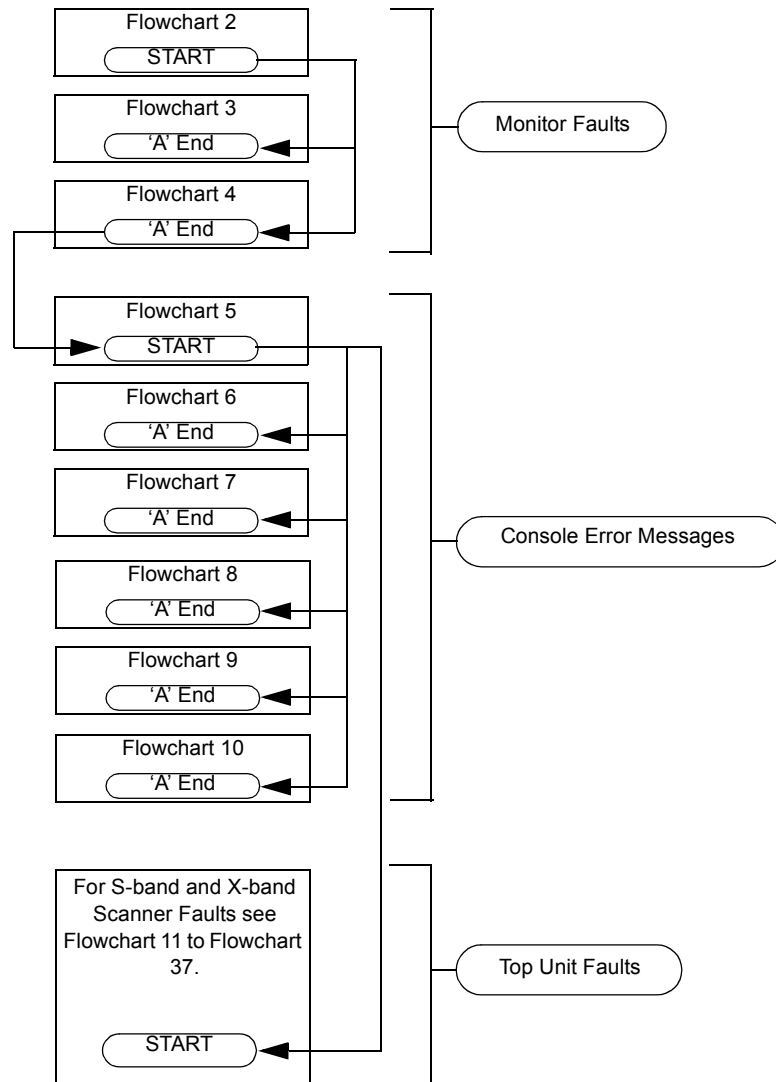 Flowchart 2
START
Flowchart 3
‘A’ End
Monitor Faults
Flowchart 4
‘A’ End
Flowchart 5
START
Flowchart 6
‘A’ End
Flowchart 7
‘A’ End
Console Error Messages
Flowchart 8
‘A’ End
Flowchart 9
‘A’ End
Flowchart 10
‘A’ End
For S-band and X-band
Scanner Faults see
Flowchart 11 to Flowchart
37.
Top Unit Faults
START